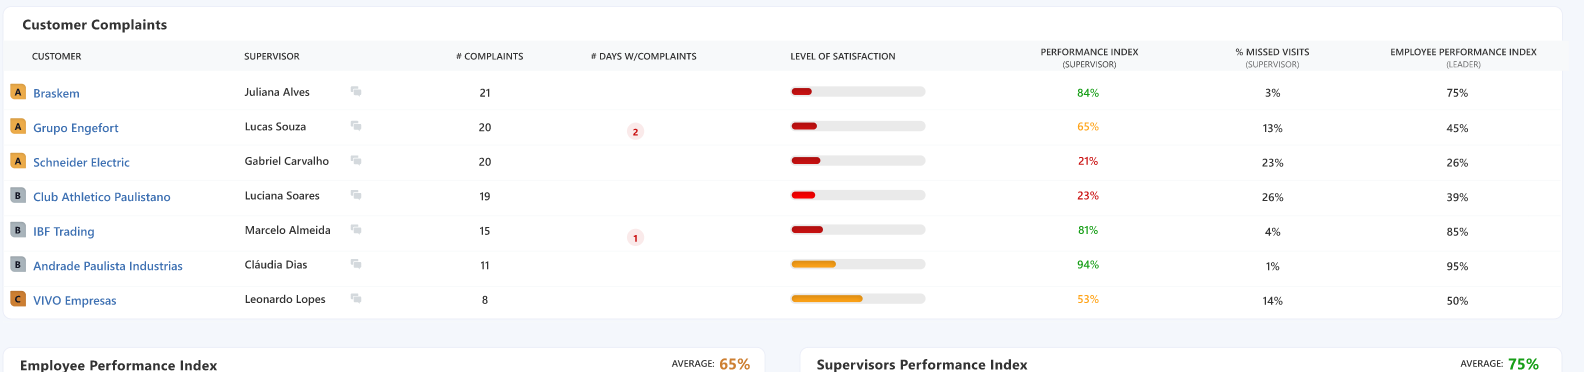 Customer Complaints
CUSTOMER SUPERVISOR # COMPLAINTS # DAYS W/COMPLAINTS LEVEL OF SATISFACTION PERFORMANCE INDEX (SUPERVISOR) % MISSED VISITS (SUPERVISOR) EMPLOYEE PERFORMANCE INDEX (LEADER)
A Braskem Juliana Alves 21 84% 3% 75%
A Grupo Engefort Lucas Souza 20 2 65% 13% 45%
A Schneider Electric Gabriel Carvalho 20 21% 23% 26%
B Club Athletico Paulistano Luciana Soares 19 23% 26% 39%
B IBF Trading Marcelo Almeida 15 1 81% 4% 85%
B Andrade Paulista Industrias Cláudia Dias 11 94% 1% 95%
C VIVO Empresas Leonardo Lopes 8 53% 14% 50%
Employee Performance Index AVERAGE: 65%
Supervisors Performance Index AVERAGE: 75%